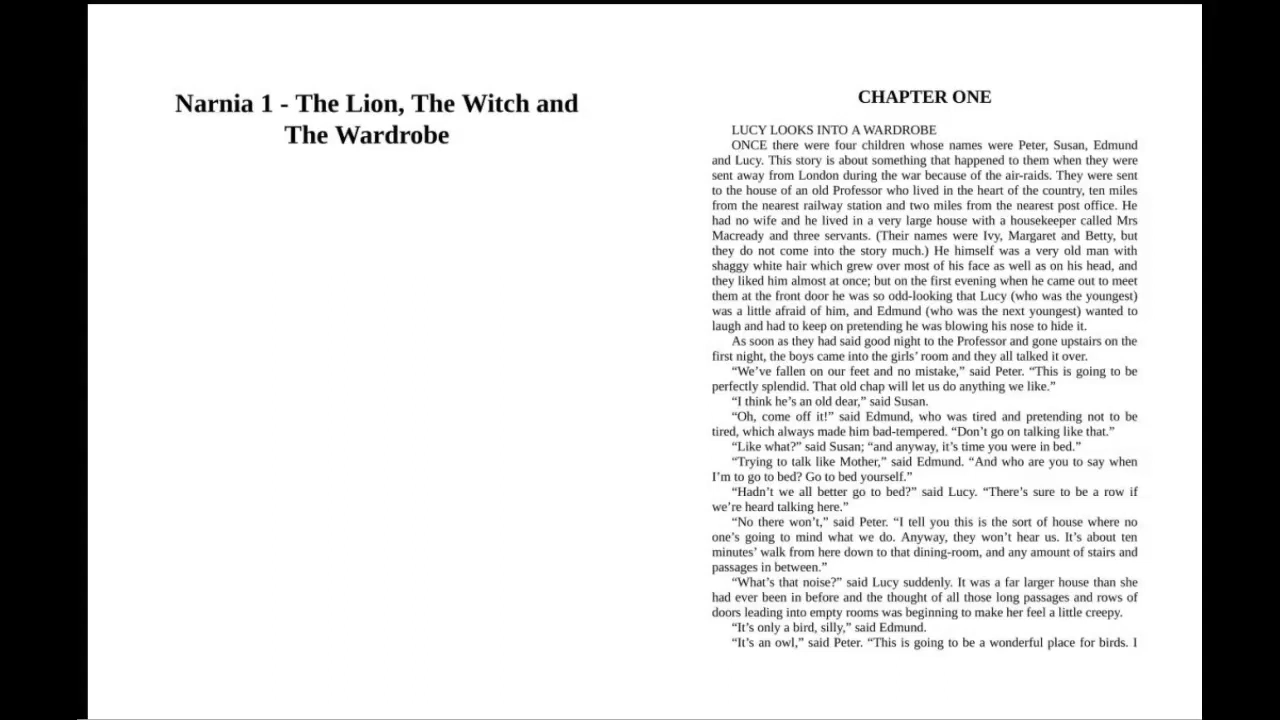 Narnia 1 - The Lion, The Witch and
The Wardrobe
CHAPTER ONE
LUCY LOOKS INTO A WARDROBE
ONCE there were four children whose names were Peter, Susan, Edmund
and Lucy. This story is about something that happened to them when they were
sent away from London during the war because of the air-raids. They were sent
to the house of an old Professor who lived in the heart of the country, ten miles
from the nearest railway station and two miles from the nearest post office. He
had no wife and he lived in a very large house with a housekeeper called Mrs
Macready and three servants. (Their names were Ivy, Margaret and Betty, but
they do not come into the story much.) He himself was a very old man with
shaggy white hair which grew over most of his face as well as on his head, and
they liked him almost at once; but on the first evening when he came out to meet
them at the front door he was so odd-looking that Lucy (who was the youngest)
was a little afraid of him, and Edmund (who was the next youngest) wanted to
laugh and had to keep on pretending he was blowing his nose to hide it.
As soon as they had said good night to the Professor and gone upstairs on the
first night, the boys came into the girls’ room and they all talked it over.
“We’ve fallen on our feet and no mistake,” said Peter. “This is going to be
perfectly splendid. That old chap will let us do anything we like.”
“I think he’s an old dear,” said Susan.
“Oh, come off it!” said Edmund, who was tired and pretending not to be
tired, which always made him bad-tempered. “Don’t go on talking like that.”
“Like what?” said Susan; “and anyway, it’s time you were in bed.”
“Trying to talk like Mother,” said Edmund. “And who are you to say when
I’m to go to bed? Go to bed yourself.”
“Hadn’t we all better go to bed?” said Lucy. “There’s sure to be a row if
we’re heard talking here.”
“No there won’t,” said Peter. “I tell you this is the sort of house where no
one’s going to mind what we do. Anyway, they won’t hear us. It’s about ten
minutes’ walk from here down to that dining-room, and any amount of stairs and
passages in between.”
“What’s that noise?” said Lucy suddenly. It was a far larger house than she
had ever been in before and the thought of all those long passages and rows of
doors leading into empty rooms was beginning to make her feel a little creepy.
“It’s only a bird, silly,” said Edmund.
“It’s an owl,” said Peter. “This is going to be a wonderful place for birds. I